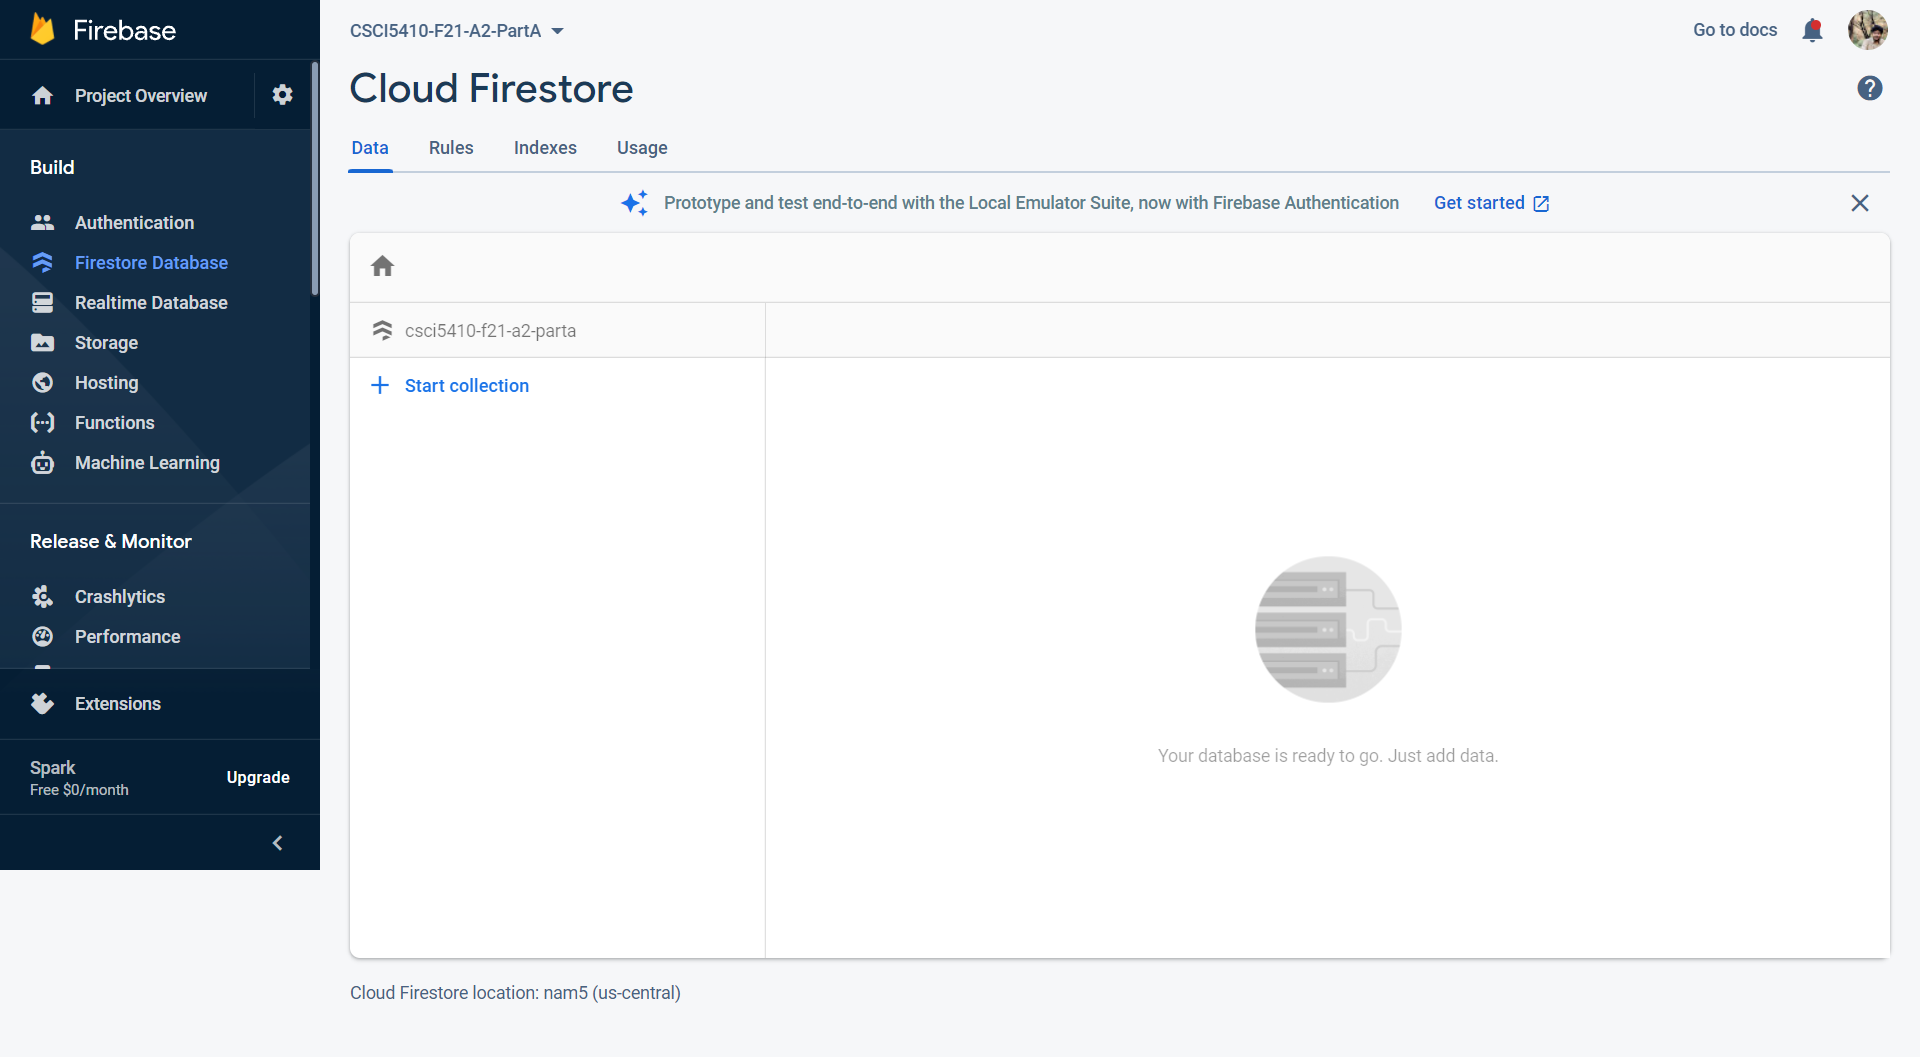 Firebase
Project Overview
Build
Authentication
Firestore Database
Realtime Database
Storage
Hosting
Functions
Machine Learning
Release & Monitor
Crashlytics
Performance
Extensions
Spark
Free $0/month
Upgrade
CSCI5410-F21-A2-PartA
Go to docs
Cloud Firestore
Data Rules Indexes Usage
Prototype and test end-to-end with the Local Emulator Suite, now with Firebase Authentication Get started
csci5410-f21-a2-parta
Start collection
Your database is ready to go. Just add data.
Cloud Firestore location: nam5 (us-central)